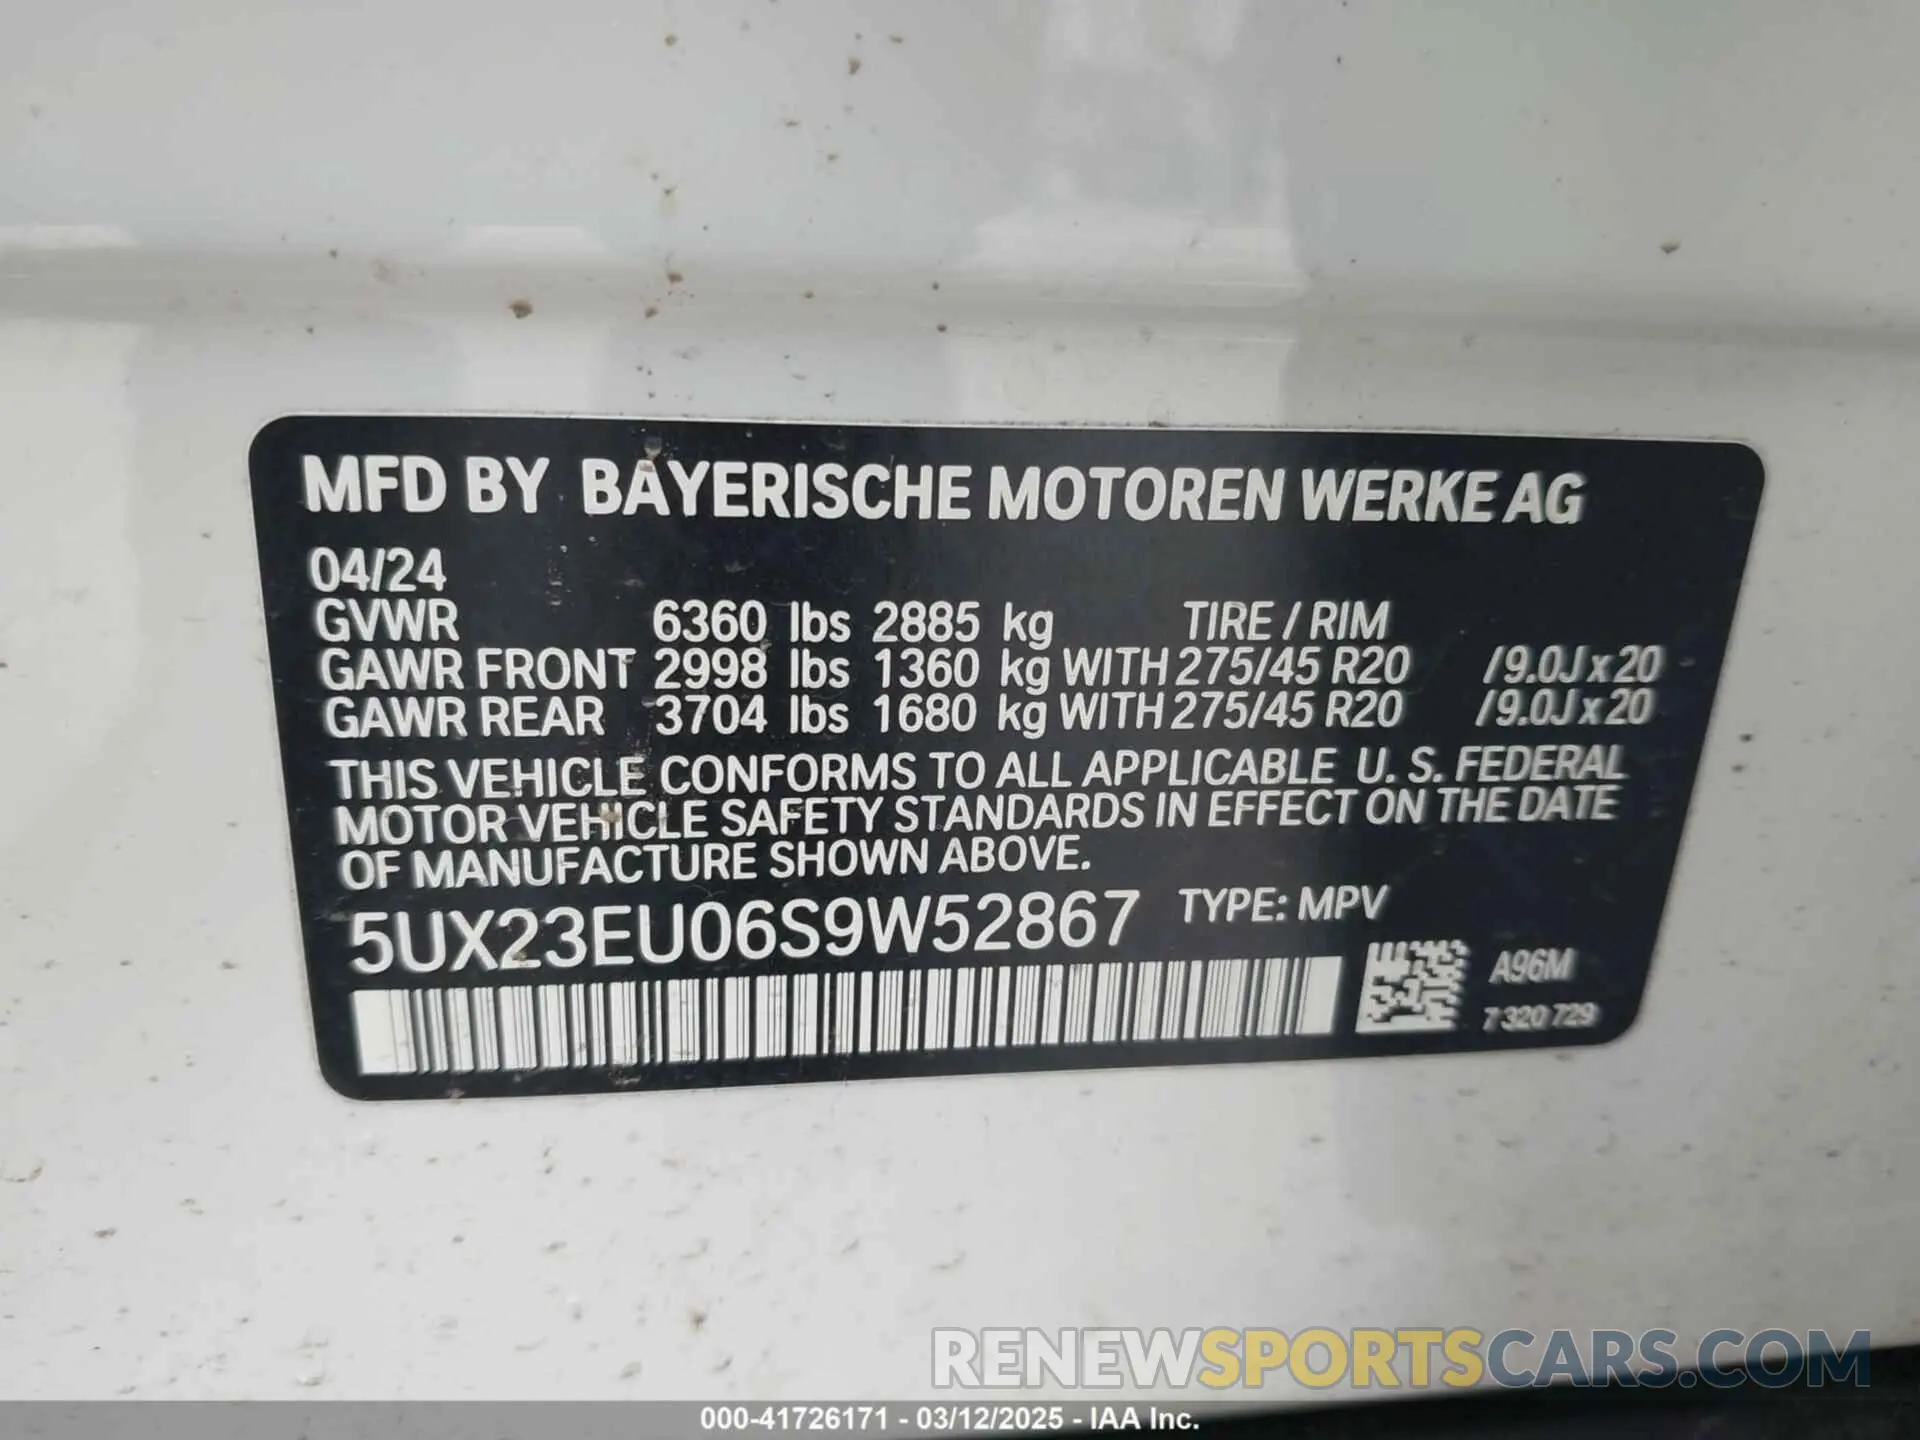 MFD BY BAYERISCHE MOTOREN WERKE AG
04/24
GVWR 6360 lbs 2885 kg TIRE / RIM
GAWR FRONT 2998 lbs 1360 kg WITH 275/45 R20 /9.0J x 20
GAWR REAR 3704 lbs 1680 kg WITH 275/45 R20 /9.0J x 20
THIS VEHICLE CONFORMS TO ALL APPLICABLE U. S. FEDERAL
MOTOR VEHICLE SAFETY STANDARDS IN EFFECT ON THE DATE
OF MANUFACTURE SHOWN ABOVE.
5UX23EU06S9W52867 TYPE: MPV
A96M
7 320 729
RENEWSPORTSCARS.COM
000-41726171 - 03/12/2025 - IAA Inc.